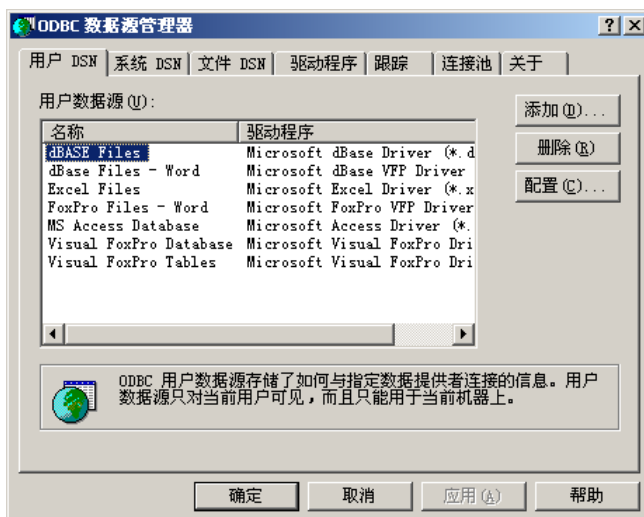 ODBC 数据源管理器
用户 DSN 系统 DSN 文件 DSN 驱动程序 跟踪 连接池 关于
用户数据源(U):
名称 驱动程序
dBASE Files Microsoft dBase Driver (*.d
dBase Files - Word Microsoft dBase VFP Driver
Excel Files Microsoft Excel Driver (*.x
FoxPro Files - Word Microsoft FoxPro VFP Driver
MS Access Database Microsoft Access Driver (*.
Visual FoxPro Database Microsoft Visual FoxPro Dri
Visual FoxPro Tables Microsoft Visual FoxPro Dri
添加(D)...
删除(R)
配置(C)...
ODBC 用户数据源存储了如何与指定数据提供者连接的信息。用户
数据源只对当前用户可见，而且只能用于当前机器上。
确定 取消 应用(A) 帮助